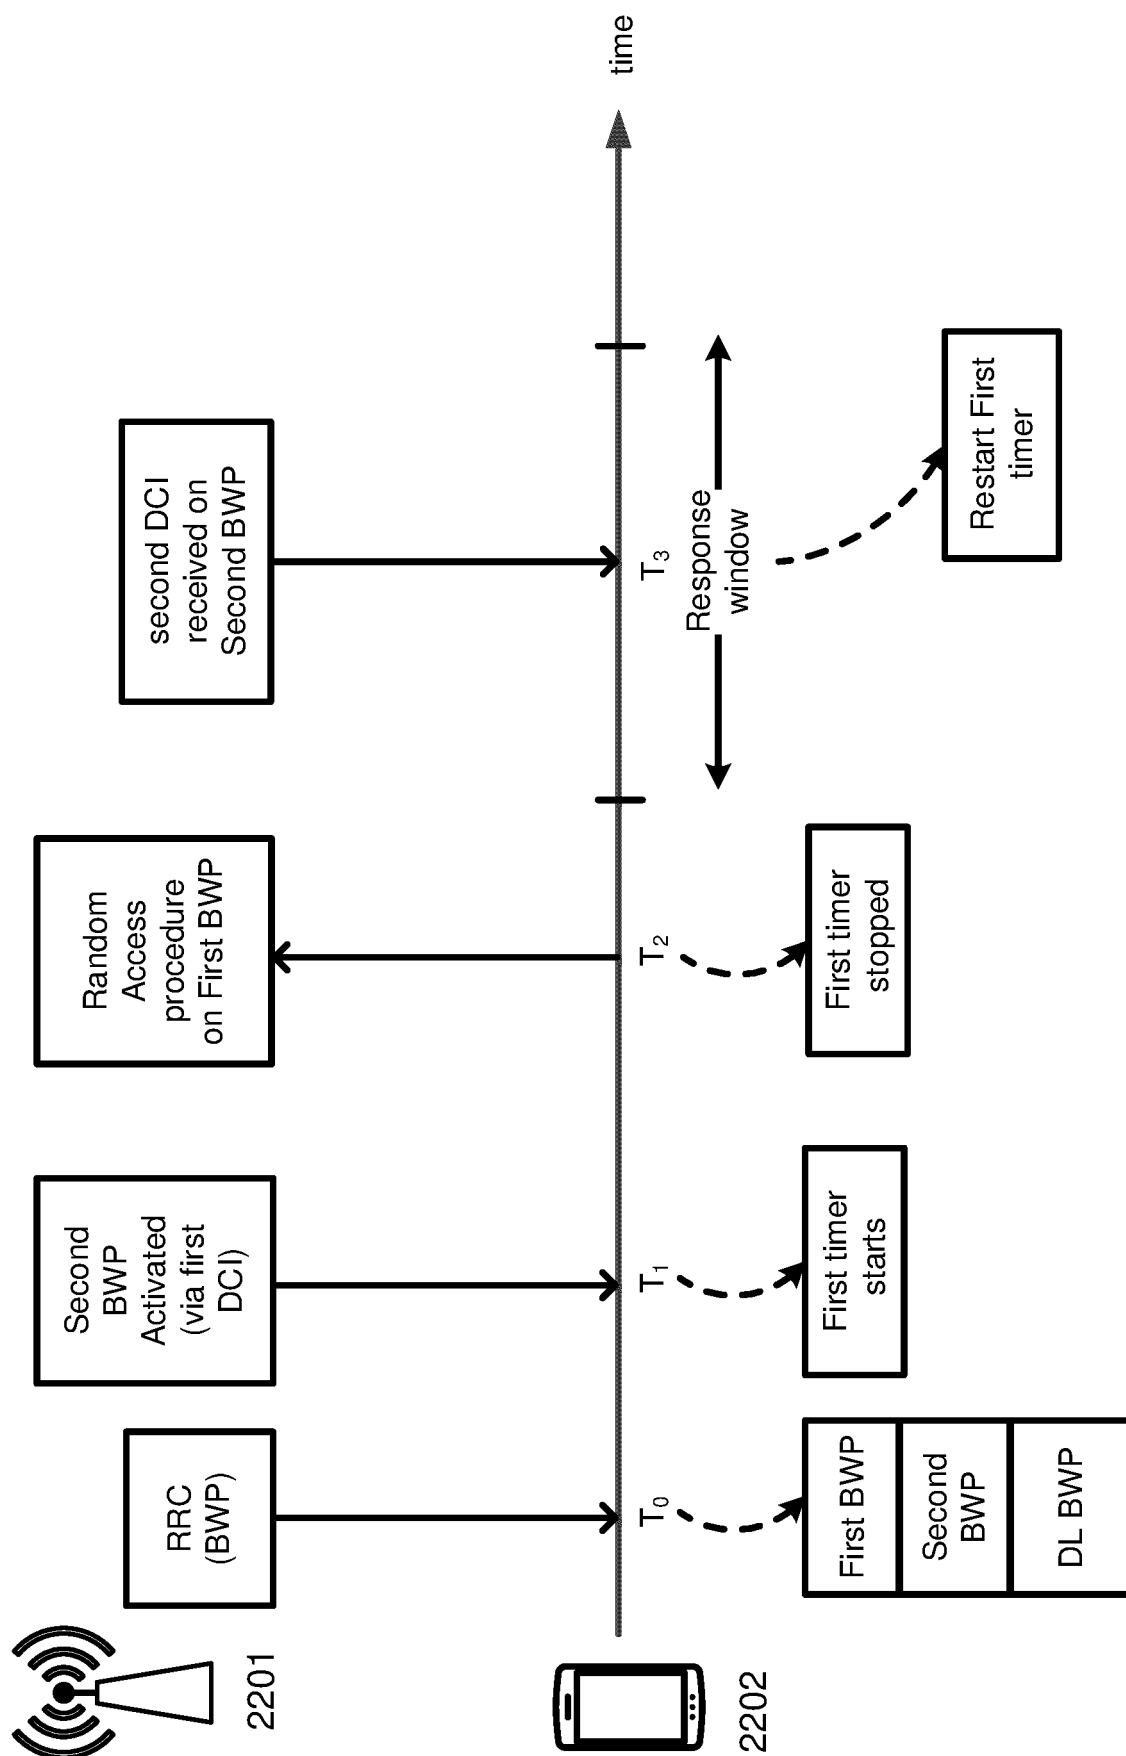 2201
RRC
(BWP)
Second
BWP
Activated
(via first
DCI)
Random
Access
procedure
on First BWP
second DCI
received on
Second BWP
2202
time
T0
T1
T2
T3
Response
window
First BWP
Second
BWP
DL BWP
First timer
starts
First timer
stopped
Restart First
timer